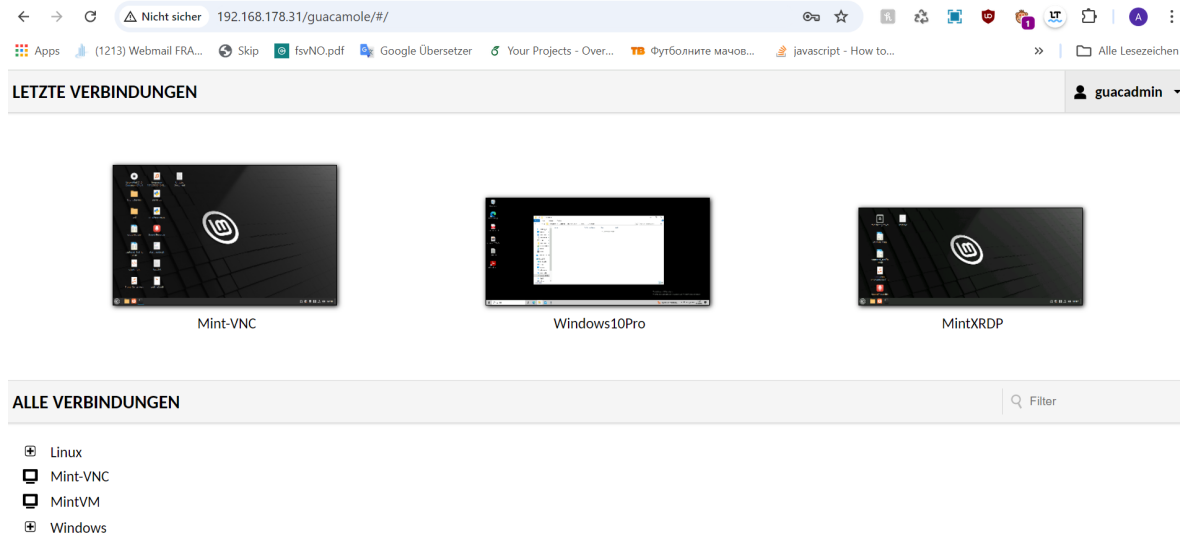 Nicht sicher 192.168.178.31/guacamole/#/
Apps (1213) Webmail FRA... Skip fsvNO.pdf Google Übersetzer Your Projects - Over... Футболните мачов... javascript - How to... » Alle Lesezeichen
LETZTE VERBINDUNGEN guacadmin
Mint-VNC Windows10Pro MintXRDP
ALLE VERBINDUNGEN Filter
Linux
Mint-VNC
MintVM
Windows